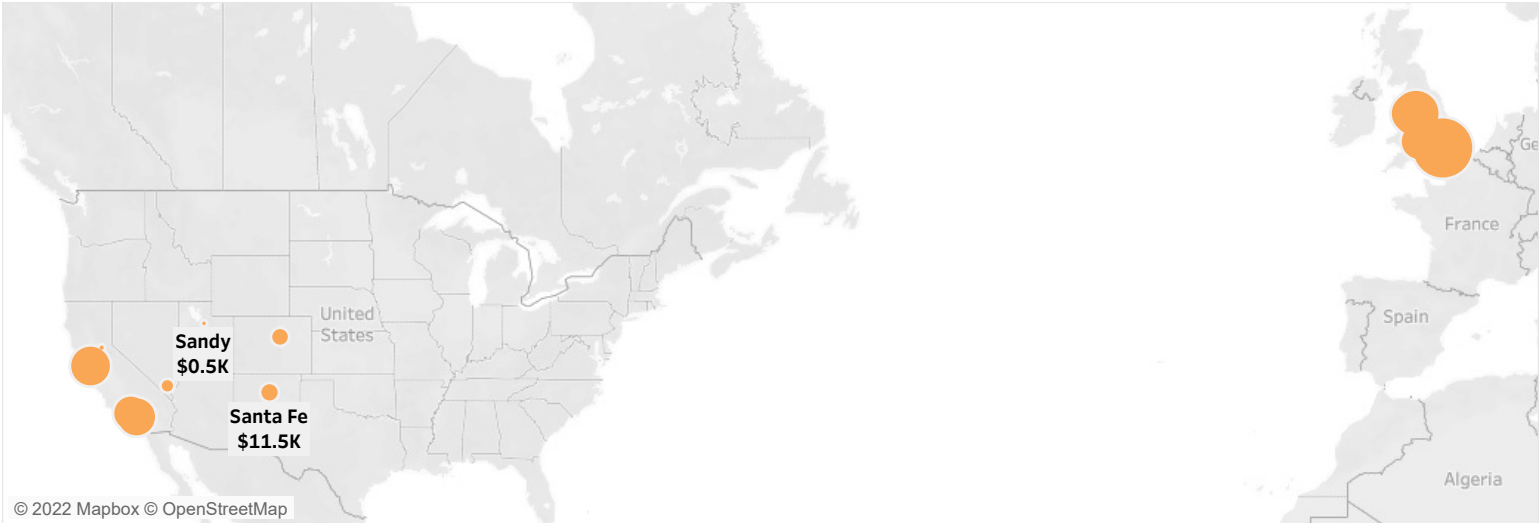 France
Ge
United
States
Spain
Sandy
$0.5K
Santa Fe
$11.5K
Algeria
© 2022 Mapbox © OpenStreetMap